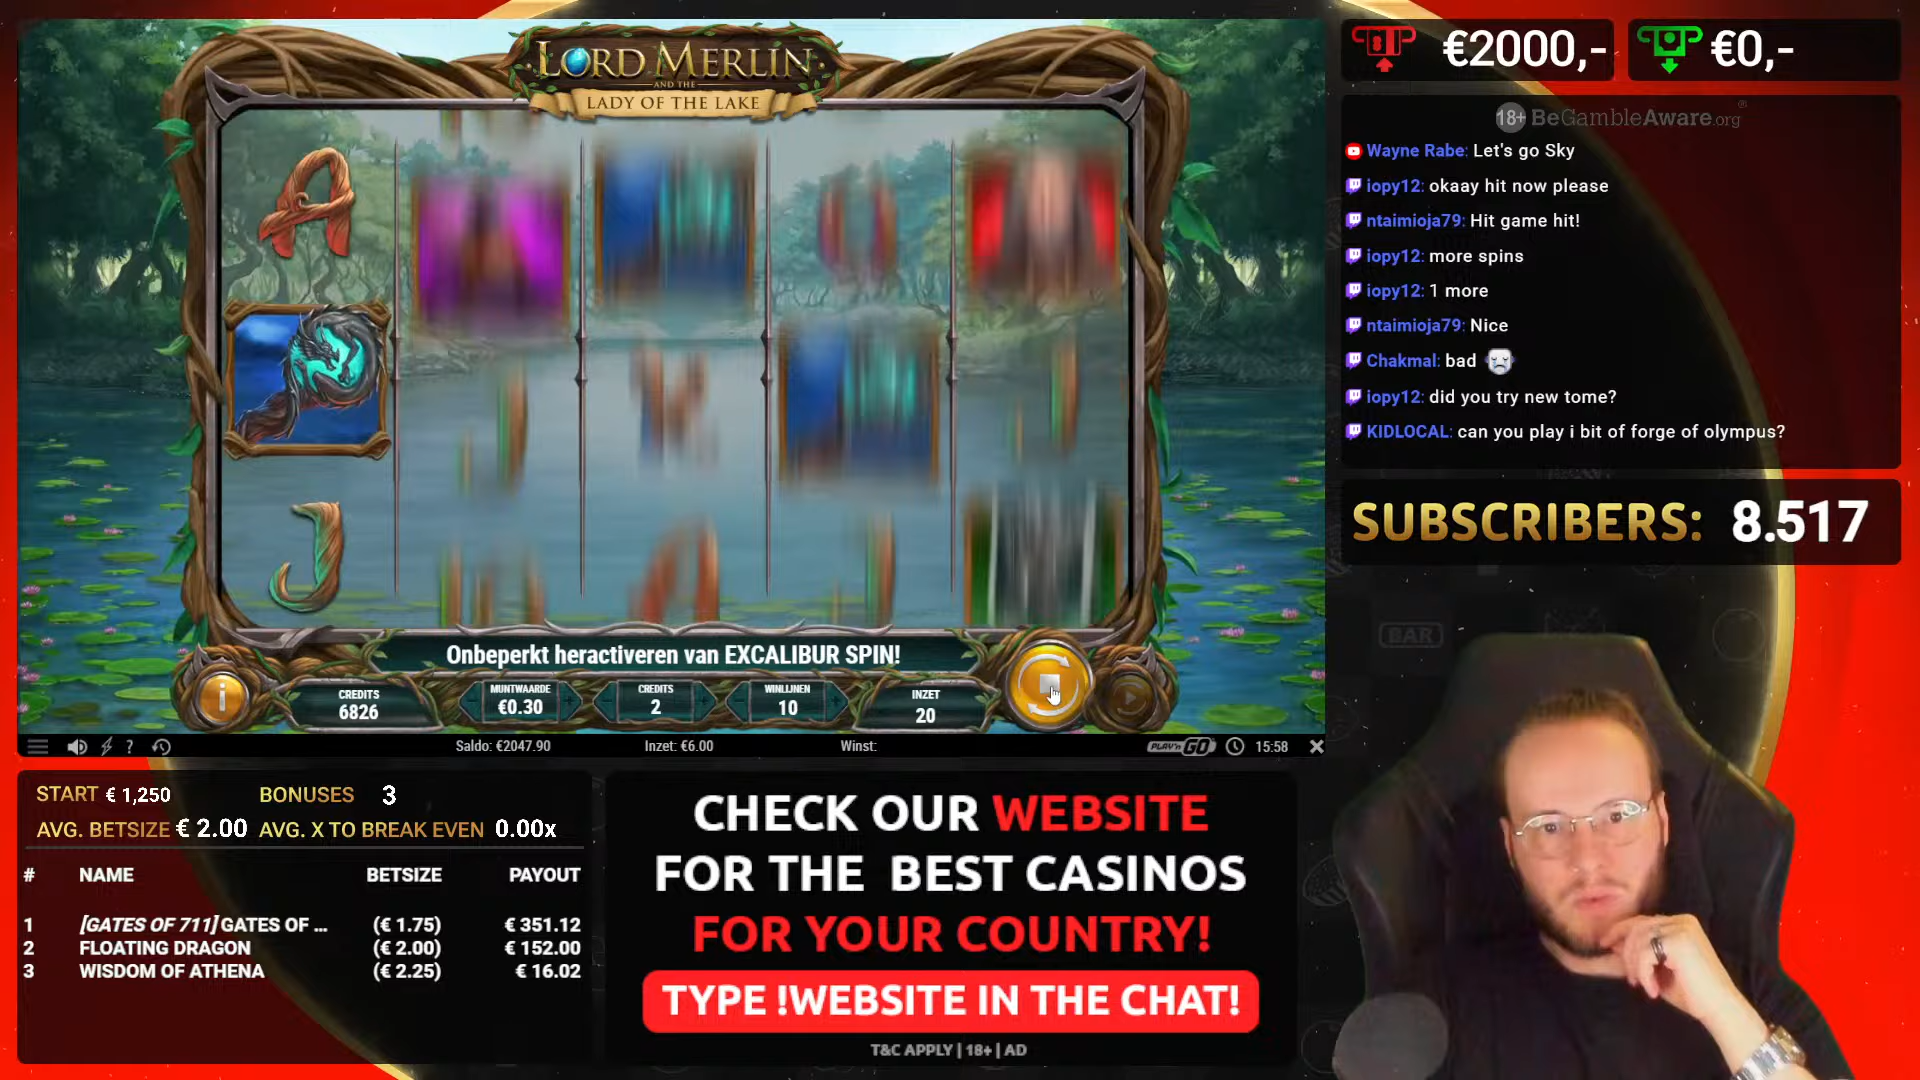 LORD MERLIN
AND THE
LADY OF THE LAKE
A
J
Onbeperkt heractiveren van EXCALIBUR SPIN!
CREDITS
6826
MUNTWAARDE
€0.30
CREDITS
2
WINLIJNEN
10
INZET
20
Saldo: €2047.90
Inzet: €6.00
Winst:
PLAY'n GO
15:58
€2000,-
€0,-
18+ BeGambleAware.org®
Wayne Rabe: Let's go Sky
iopy12: okaay hit now please
ntaimioja79: Hit game hit!
iopy12: more spins
iopy12: 1 more
ntaimioja79: Nice
Chakmal: bad
iopy12: did you try new tome?
KIDLOCAL: can you play i bit of forge of olympus?
SUBSCRIBERS: 8.517
BAR
START € 1,250
BONUSES 3
AVG. BETSIZE € 2.00 AVG. X TO BREAK EVEN 0.00x
# NAME BETSIZE PAYOUT
1 [GATES OF 711] GATES OF ... (€ 1.75) € 351.12
2 FLOATING DRAGON (€ 2.00) € 152.00
3 WISDOM OF ATHENA (€ 2.25) € 16.02
CHECK OUR WEBSITE
FOR THE BEST CASINOS
FOR YOUR COUNTRY!
TYPE !WEBSITE IN THE CHAT!
T&C APPLY | 18+ | AD